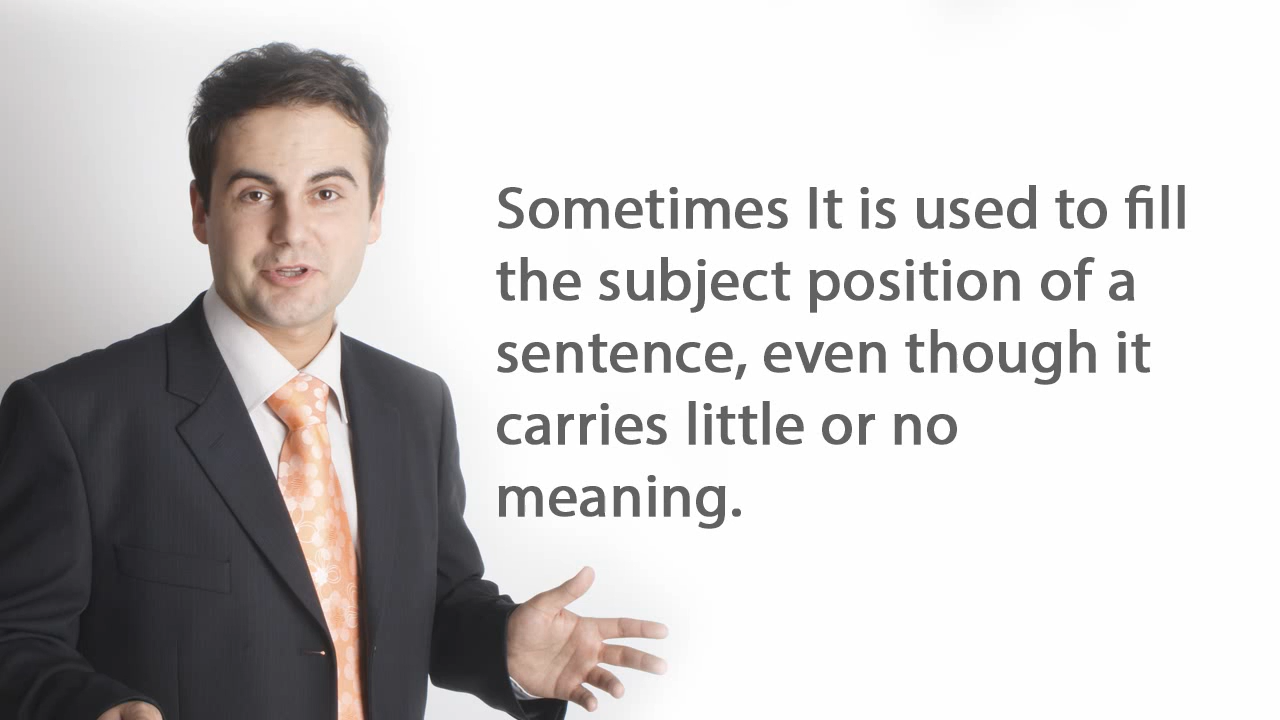 Sometimes It is used to fill
the subject position of a
sentence, even though it
carries little or no
meaning.